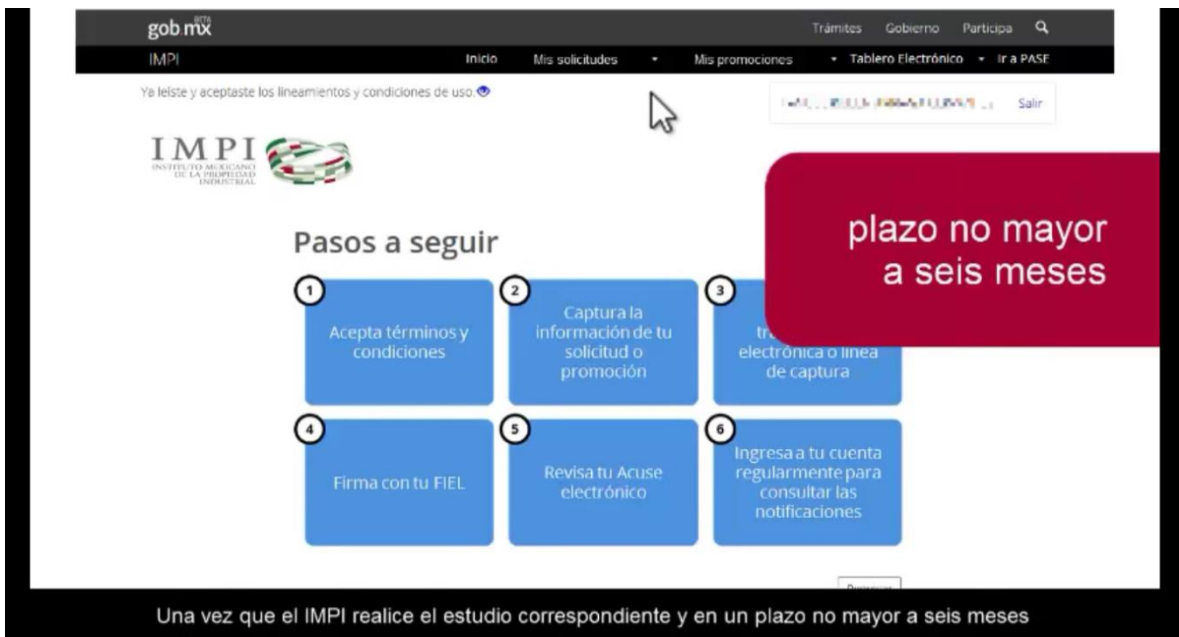 gob mx BETA
Trámites Gobierno Participa
IMPI Inicio Mis solicitudes Mis promociones Tablero Electrónico Ir a PASE
Ya leíste y aceptaste los lineamientos y condiciones de uso.
Salir
IMPI
INSTITUTO MEXICANO
DE LA PROPIEDAD
INDUSTRIAL
plazo no mayor
a seis meses
Pasos a seguir
1
Acepta términos y
condiciones
2
Captura la
información de tu
solicitud o
promoción
3
electrónica o línea
de captura
4
Firma con tu FIEL
5
Revisa tu Acuse
electrónico
6
Ingresa a tu cuenta
regularmente para
consultar las
notificaciones
Una vez que el IMPI realice el estudio correspondiente y en un plazo no mayor a seis meses